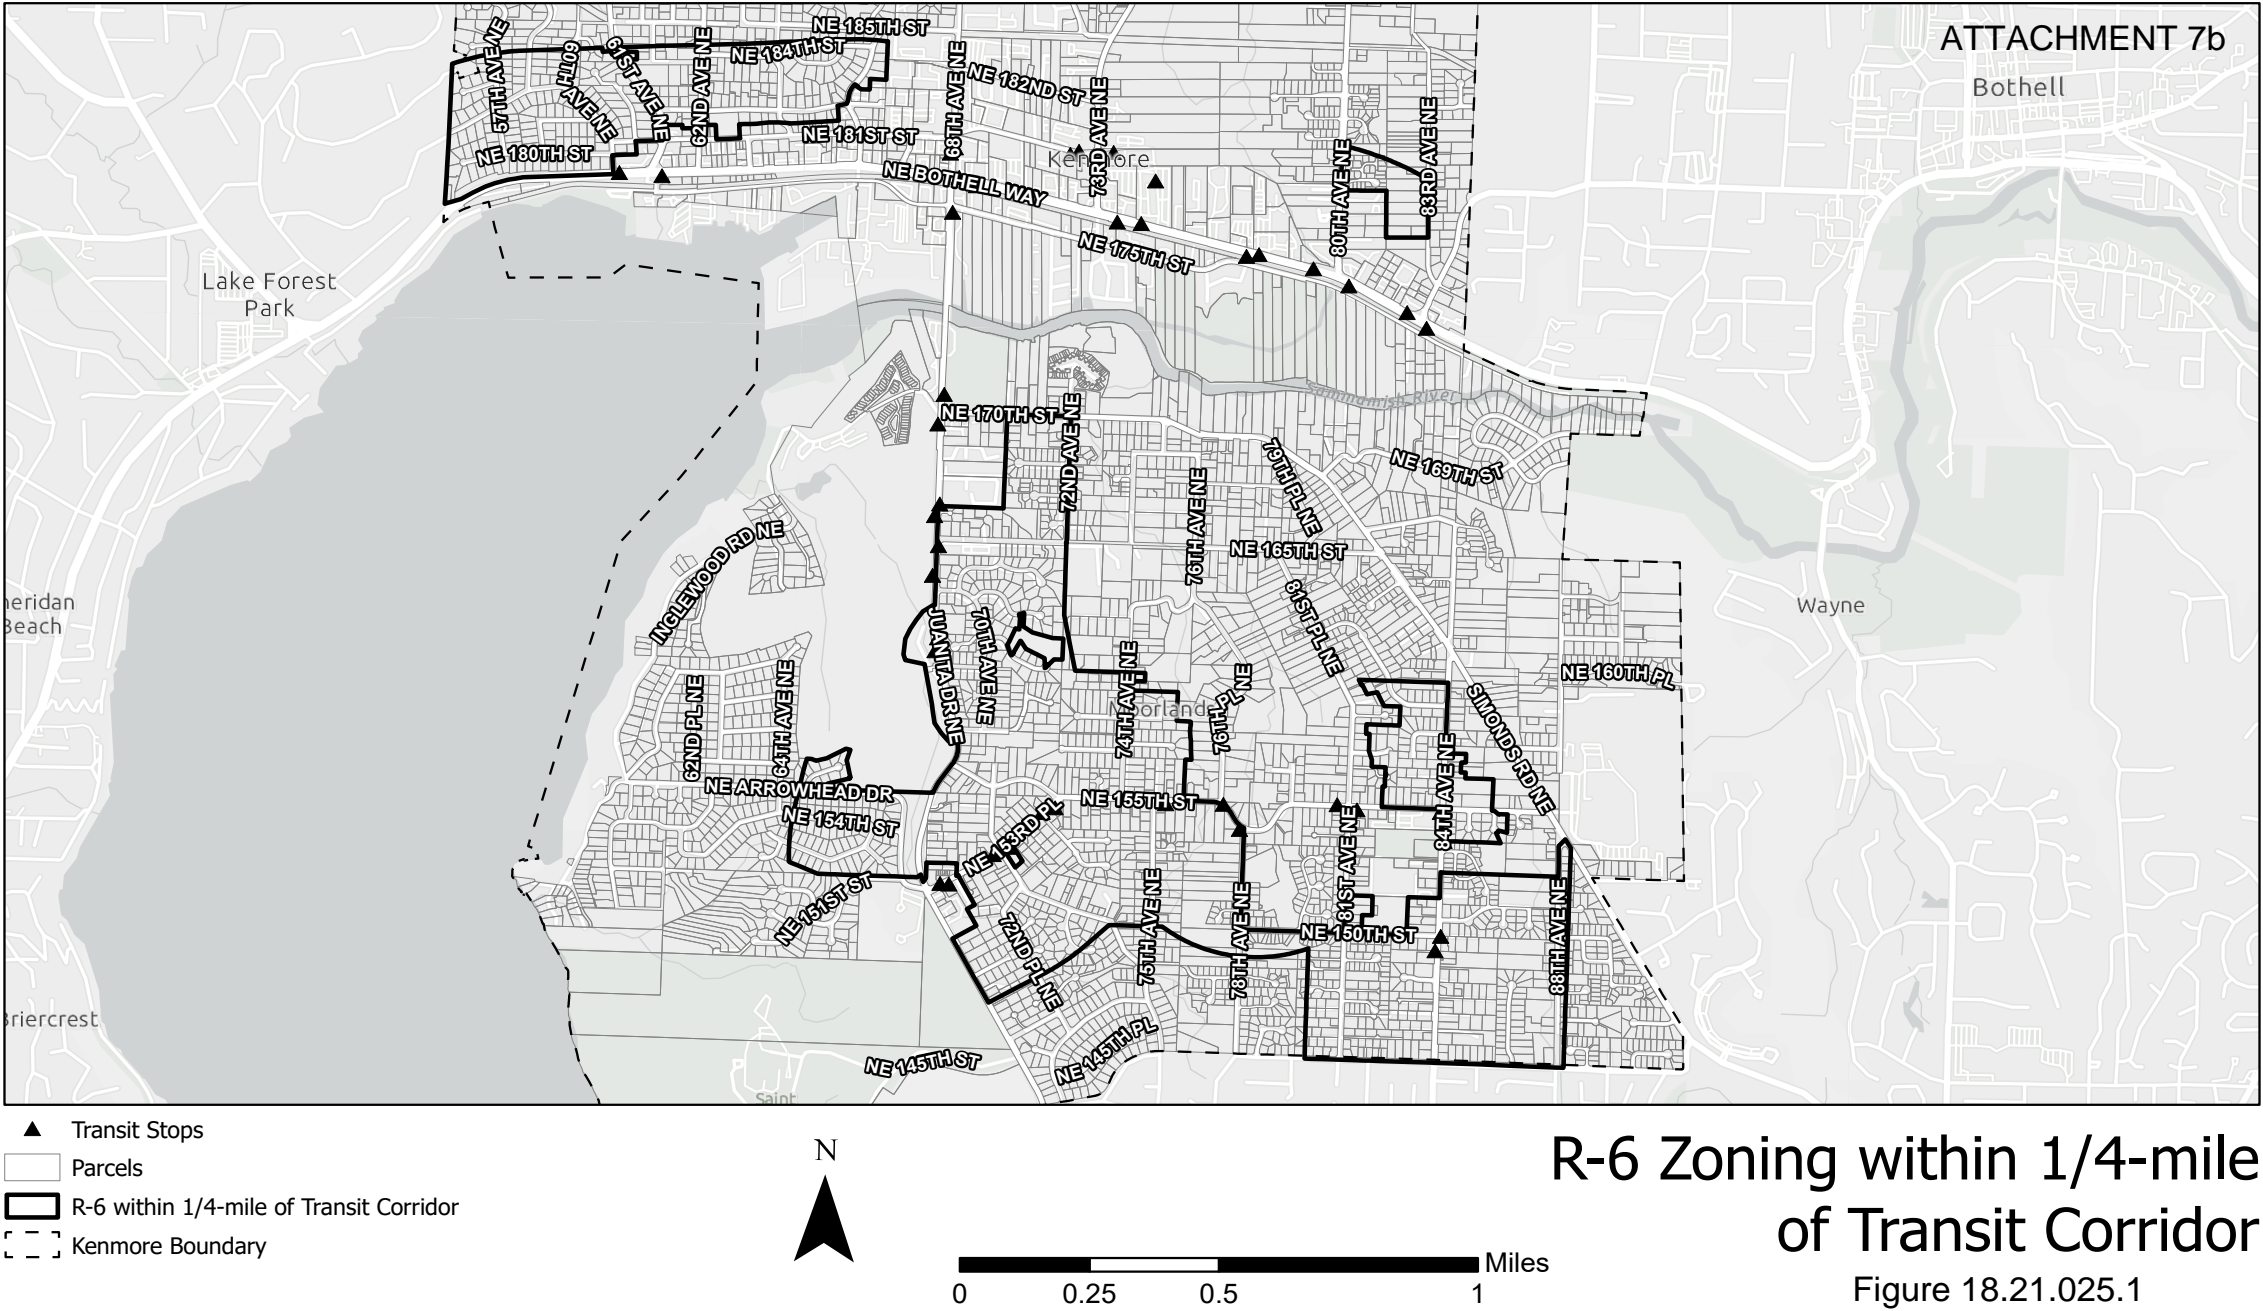 ATTACHMENT 7b
Bothell
NE 185TH ST
NE 184TH ST
57TH AVE NE
60TH
AVE NE
61ST AVE NE
62ND AVE NE
68TH AVE NE
NE 182ND ST
73RD AVE NE
83RD AVE NE
80TH AVE NE
NE 181ST ST
NE 180TH ST
Kenmore
NE BOTHELL WAY
NE 175TH ST
Lake Forest
Park
Sammamish River
NE 170TH ST
72ND AVE NE
79TH PL NE
NE 169TH ST
76TH AVE NE
NE 165TH ST
INGLEWOOD RD NE
81ST PL NE
heridan
Beach
Wayne
JUANITA DR NE
70TH AVE NE
74TH AVE NE
76TH PL NE
NE 160TH PL
62ND PL NE
64TH AVE NE
Moorlands
SIMONDS RD NE
84TH AVE NE
NE ARROWHEAD DR
NE 154TH ST
NE 153RD PL
NE 155TH ST
81ST AVE NE
NE 151ST ST
72ND PL NE
75TH AVE NE
78TH AVE NE
NE 150TH ST
88TH AVE NE
Briercrest
NE 145TH ST
NE 145TH PL
Saint
Transit Stops
Parcels
R-6 within 1/4-mile of Transit Corridor
Kenmore Boundary
N
Miles
0 0.25 0.5 1
R-6 Zoning within 1/4-mile
of Transit Corridor
Figure 18.21.025.1